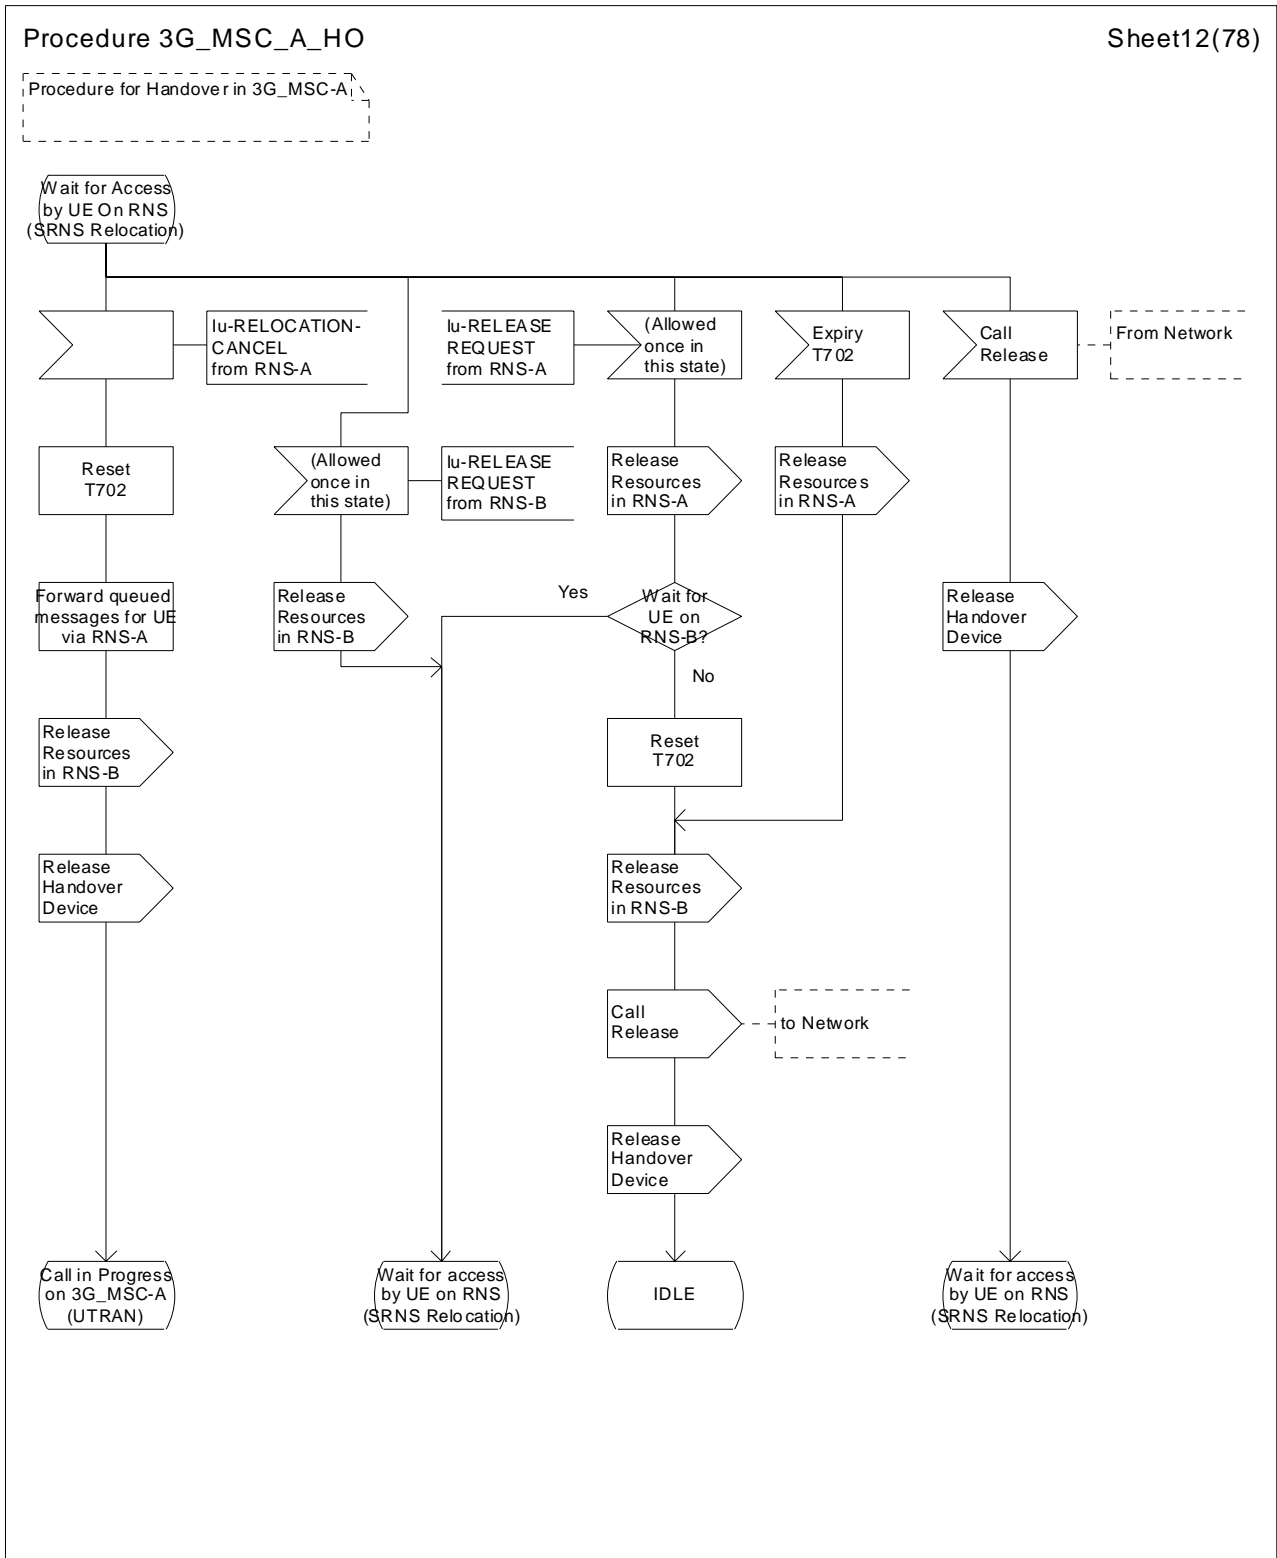 Procedure 3G_MSC_A_HO
Sheet12(78)
Procedure for Handover in 3G_MSC-A
Wait for Access
by UE On RNS
(SRNS Relocation)
Iu-RELOCATION-
CANCEL
from RNS-A
Iu-RELEASE
REQUEST
from RNS-A
(Allowed
once in
this state)
Expiry
T702
Call
Release
From Network
Reset
T702
(Allowed
once in
this state)
Iu-RELEASE
REQUEST
from RNS-B
Release
Resources
in RNS-A
Release
Resources
in RNS-A
Forward queued
messages for UE
via RNS-A
Release
Resources
in RNS-B
Yes
Wait for
UE on
RNS-B?
No
Release
Handover
Device
Release
Resources
in RNS-B
Reset
T702
Release
Handover
Device
Release
Resources
in RNS-B
Call
Release
to Network
Release
Handover
Device
Call in Progress
on 3G_MSC-A
(UTRAN)
Wait for access
by UE on RNS
(SRNS Relocation)
IDLE
Wait for access
by UE on RNS
(SRNS Relocation)